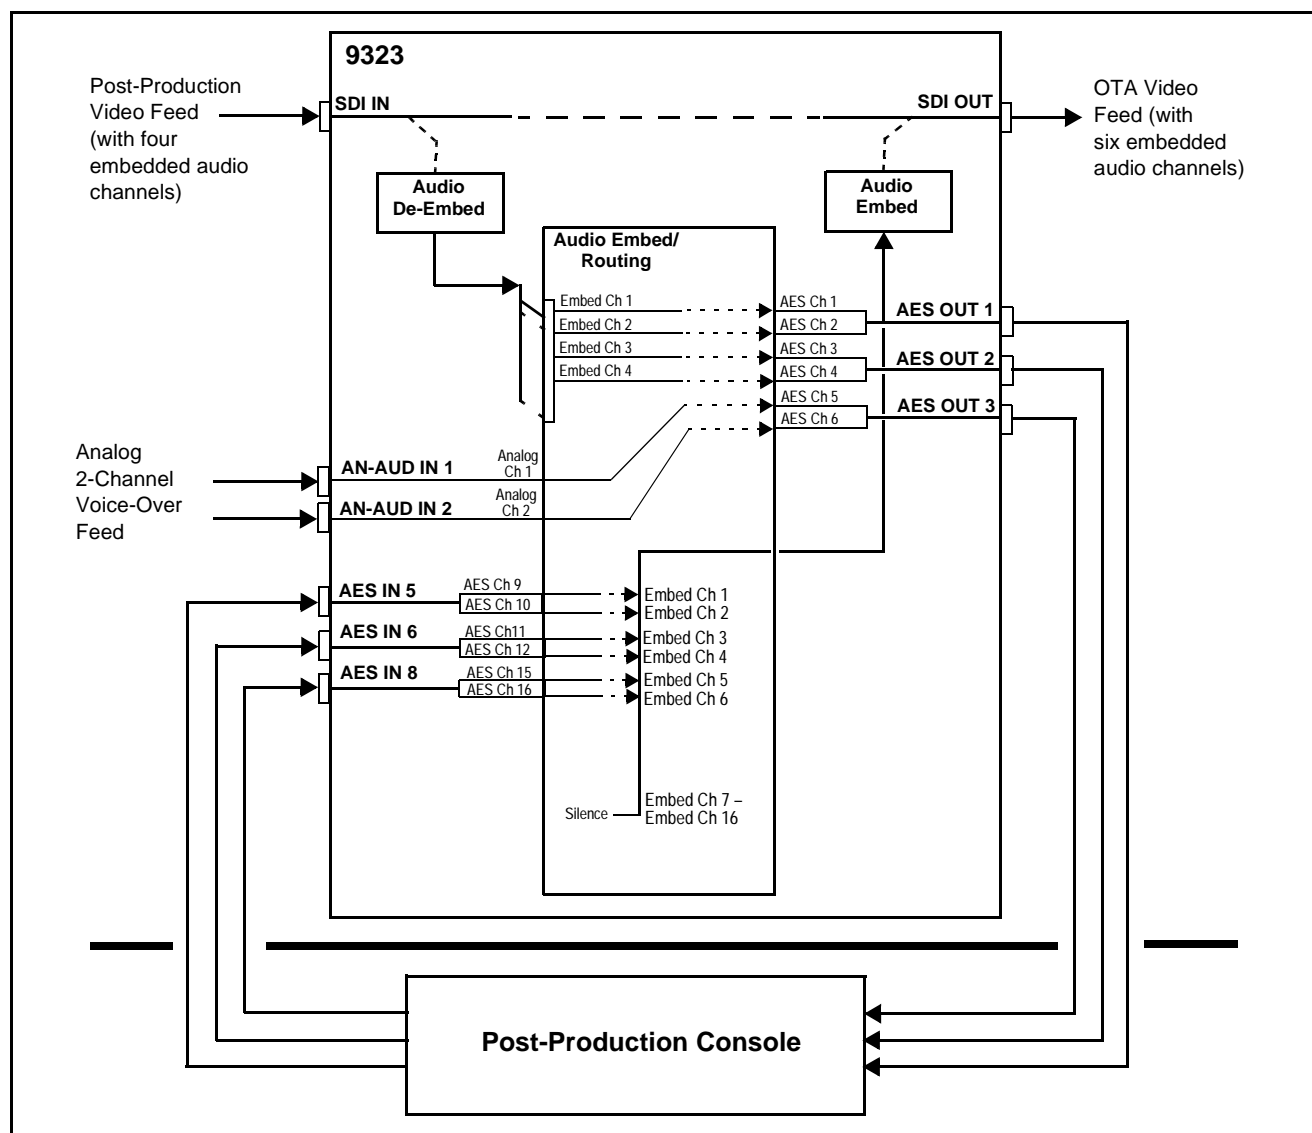 9323
Post-Production
Video Feed
(with four
embedded audio
channels)
SDI IN
SDI OUT
OTA Video
Feed (with
six embedded
audio channels)
Audio
De-Embed
Audio
Embed
Audio Embed/
Routing
Embed Ch 1
Embed Ch 2
Embed Ch 3
Embed Ch 4
AES Ch 1
AES Ch 2
AES Ch 3
AES Ch 4
AES Ch 5
AES Ch 6
AES OUT 1
AES OUT 2
AES OUT 3
Analog
2-Channel
Voice-Over
Feed
AN-AUD IN 1
Analog
Ch 1
AN-AUD IN 2
Analog
Ch 2
AES IN 5
AES Ch 9
AES Ch 10
Embed Ch 1
Embed Ch 2
AES IN 6
AES Ch11
AES Ch 12
Embed Ch 3
Embed Ch 4
AES IN 8
AES Ch 15
AES Ch 16
Embed Ch 5
Embed Ch 6
Silence
Embed Ch 7 –
Embed Ch 16
Post-Production Console